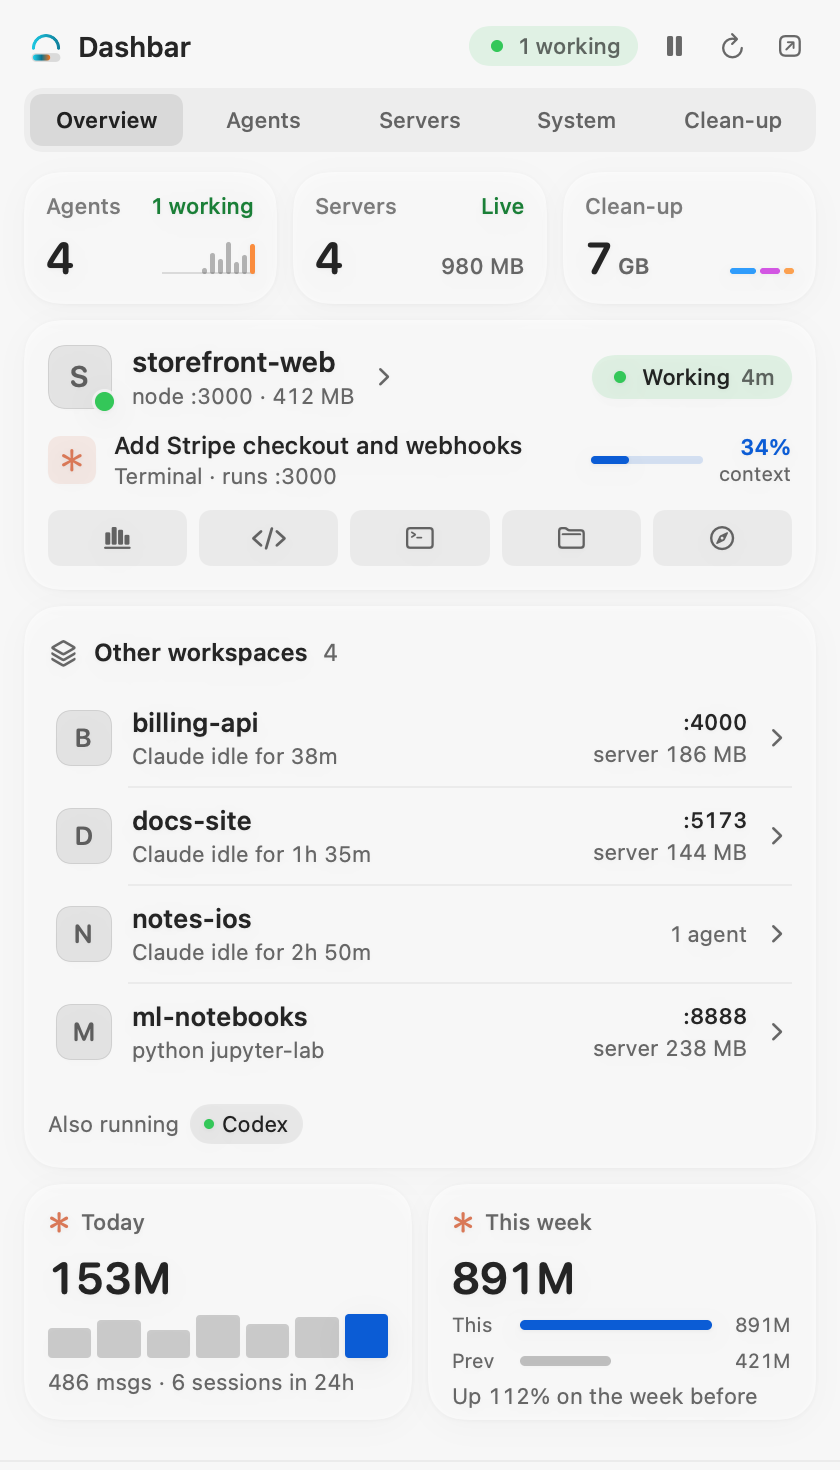 Dashbar
1 working
Overview
Agents
Servers
System
Clean-up
Agents
1 working
4
Servers
Live
4
980 MB
Clean-up
7 GB
S
storefront-web
node :3000 · 412 MB
Working 4m
Add Stripe checkout and webhooks
Terminal · runs :3000
34%
context
Other workspaces 4
B
billing-api
Claude idle for 38m
:4000
server 186 MB
D
docs-site
Claude idle for 1h 35m
:5173
server 144 MB
N
notes-ios
Claude idle for 2h 50m
1 agent
M
ml-notebooks
python jupyter-lab
:8888
server 238 MB
Also running
Codex
Today
153M
486 msgs · 6 sessions in 24h
This week
891M
This
891M
Prev
421M
Up 112% on the week before